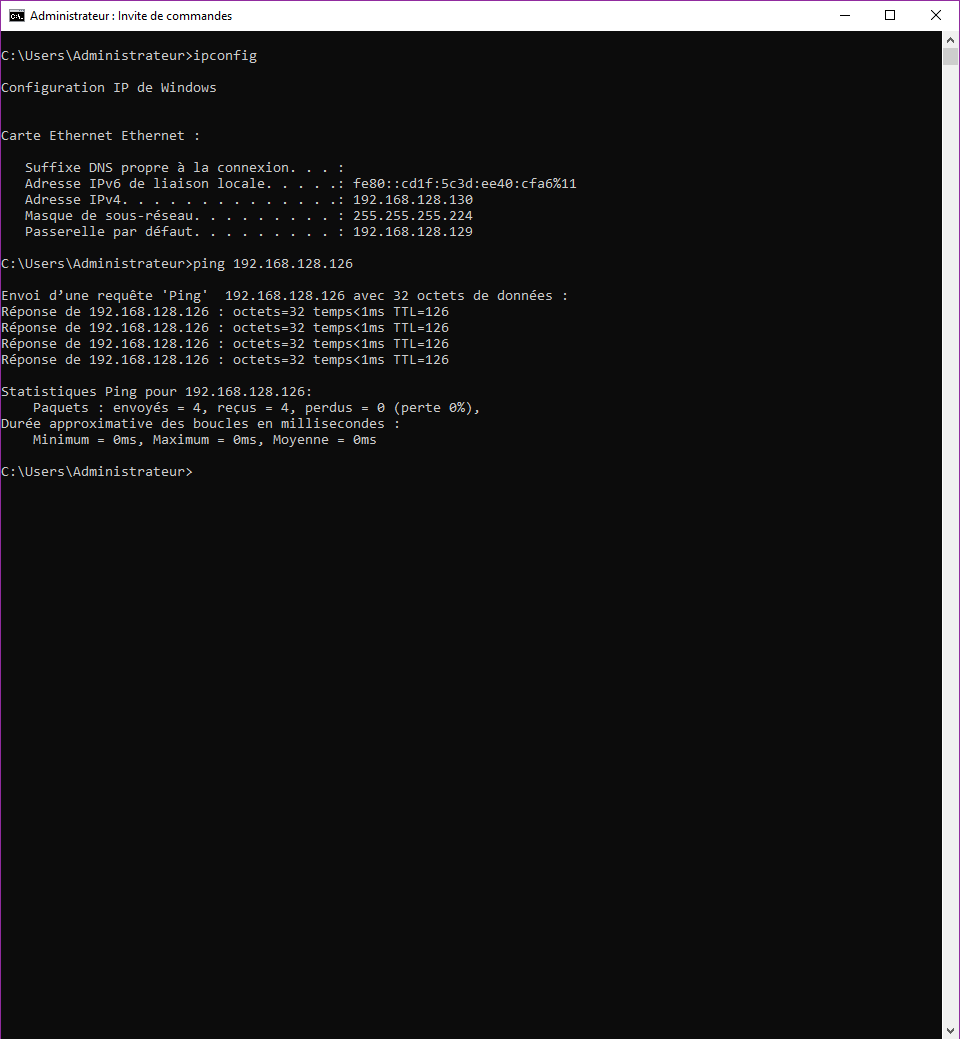 Administrateur : Invite de commandes
C:\Users\Administrateur>ipconfig
Configuration IP de Windows
Carte Ethernet Ethernet :
Suffixe DNS propre à la connexion. . . :
Adresse IPv6 de liaison locale. . . . .: fe80::cd1f:5c3d:ee40:cfa6%11
Adresse IPv4. . . . . . . . . . . . . .: 192.168.128.130
Masque de sous-réseau. . . . . . . . . : 255.255.255.224
Passerelle par défaut. . . . . . . . . : 192.168.128.129
C:\Users\Administrateur>ping 192.168.128.126
Envoi d’une requête 'Ping'  192.168.128.126 avec 32 octets de données :
Réponse de 192.168.128.126 : octets=32 temps<1ms TTL=126
Réponse de 192.168.128.126 : octets=32 temps<1ms TTL=126
Réponse de 192.168.128.126 : octets=32 temps<1ms TTL=126
Réponse de 192.168.128.126 : octets=32 temps<1ms TTL=126
Statistiques Ping pour 192.168.128.126:
Paquets : envoyés = 4, reçus = 4, perdus = 0 (perte 0%),
Durée approximative des boucles en millisecondes :
Minimum = 0ms, Maximum = 0ms, Moyenne = 0ms
C:\Users\Administrateur>